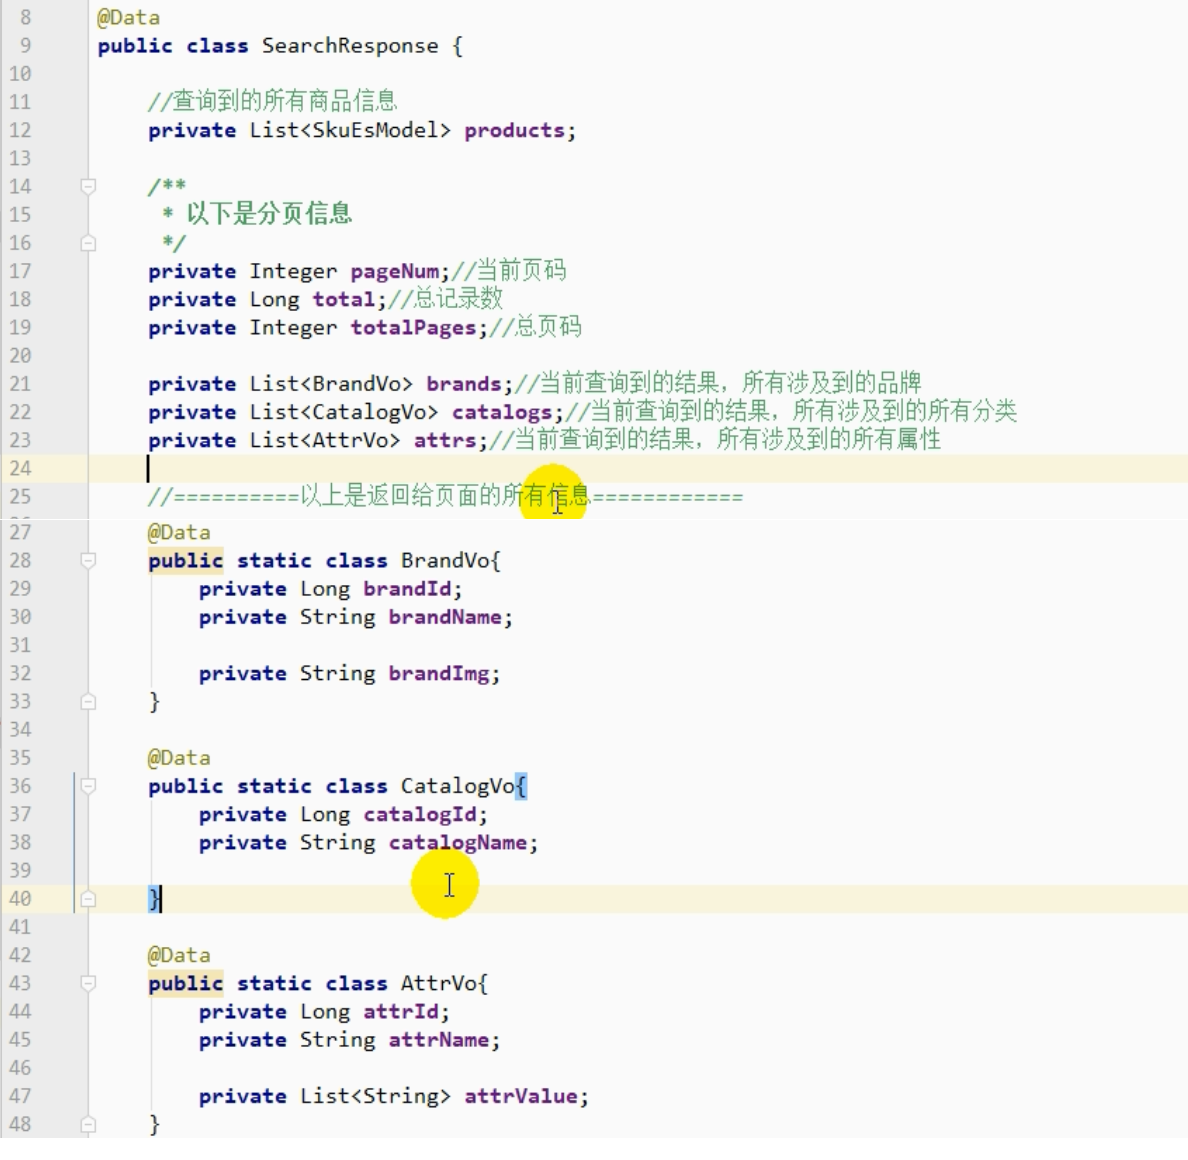 8 @Data
9 public class SearchResponse {
10
11 //查询到的所有商品信息
12 private List<SkuEsModel> products;
13
14 /**
15 * 以下是分页信息
16 */
17 private Integer pageNum;//当前页码
18 private Long total;//总记录数
19 private Integer totalPages;//总页码
20
21 private List<BrandVo> brands;//当前查询到的结果，所有涉及到的品牌
22 private List<CatalogVo> catalogs;//当前查询到的结果，所有涉及到的所有分类
23 private List<AttrVo> attrs;//当前查询到的结果，所有涉及到的所有属性
24
25 //==========以上是返回给页面的所有信息============
27 @Data
28 public static class BrandVo{
29 private Long brandId;
30 private String brandName;
31
32 private String brandImg;
33 }
34
35 @Data
36 public static class CatalogVo{
37 private Long catalogId;
38 private String catalogName;
39
40 }
41
42 @Data
43 public static class AttrVo{
44 private Long attrId;
45 private String attrName;
46
47 private List<String> attrValue;
48 }